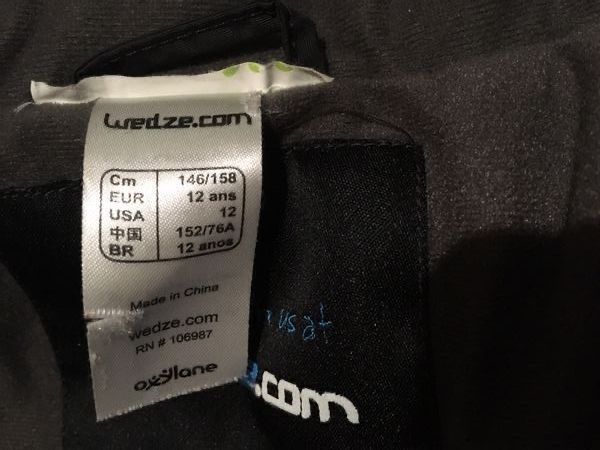 wedze.com
Cm 146/158
EUR 12 ans
USA 12
中国 152/76A
BR 12 anos
Made in China
wedze.com
RN # 106987
oxylane
.com